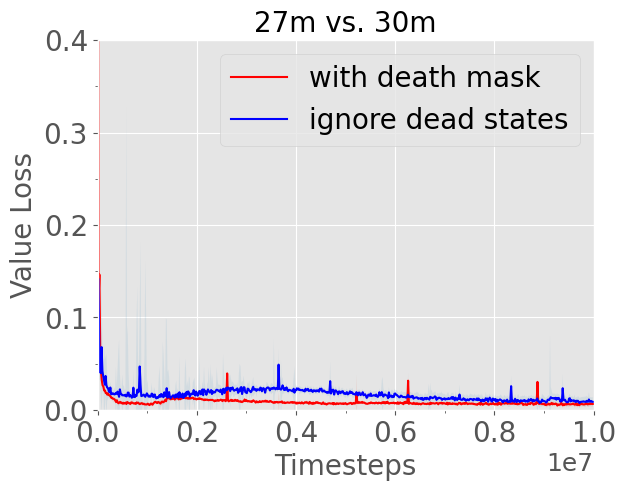 27m vs. 30m
with death mask
ignore dead states
Value Loss
0.4
0.3
0.2
0.1
0.0
0.0 0.2 0.4 0.6 0.8 1.0
Timesteps
1e7